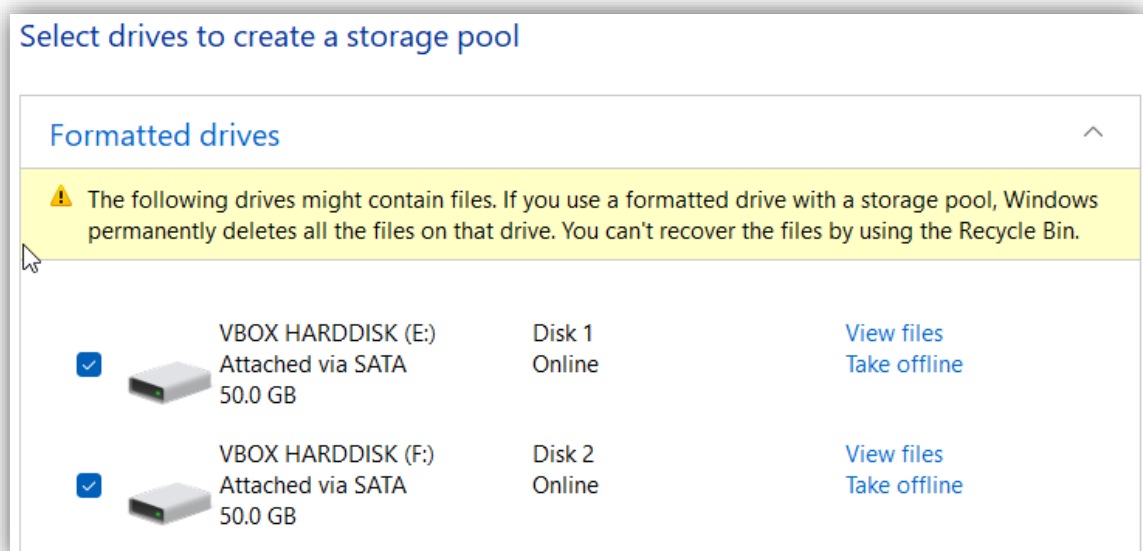 Select drives to create a storage pool
Formatted drives
The following drives might contain files. If you use a formatted drive with a storage pool, Windows
permanently deletes all the files on that drive. You can't recover the files by using the Recycle Bin.
VBOX HARDDISK (E:) Disk 1 View files
Attached via SATA Online Take offline
50.0 GB
VBOX HARDDISK (F:) Disk 2 View files
Attached via SATA Online Take offline
50.0 GB